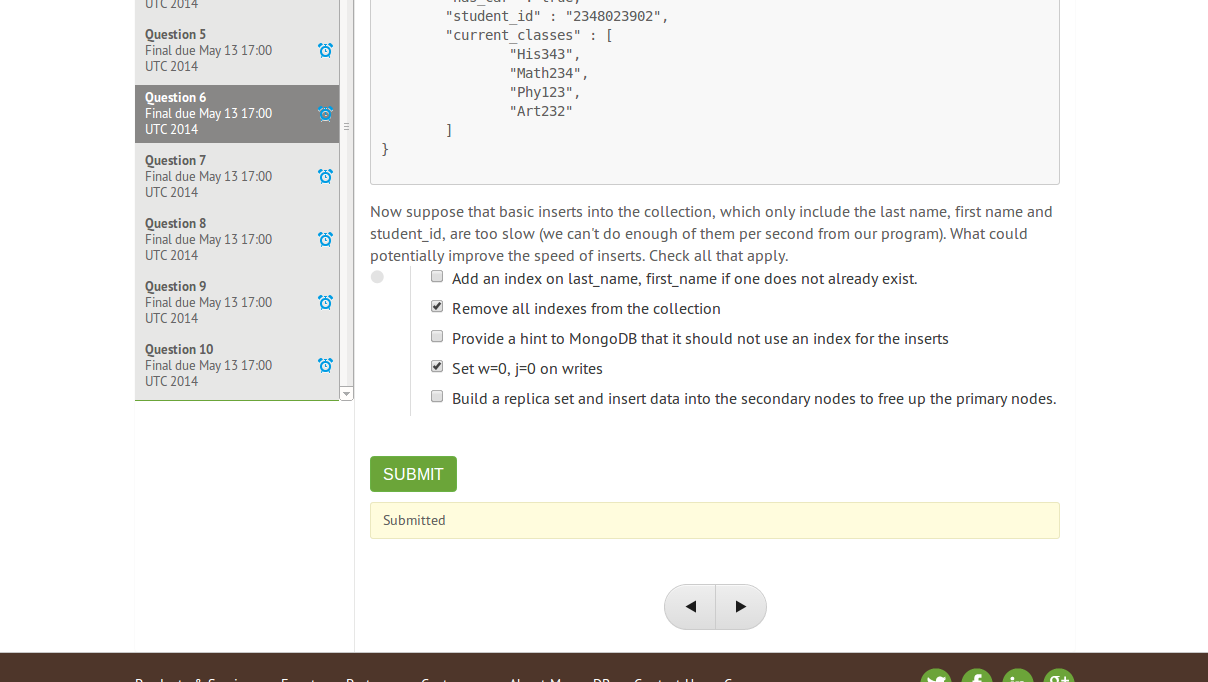 UTC 2014
Question 5
Final due May 13 17:00
UTC 2014
Question 6
Final due May 13 17:00
UTC 2014
Question 7
Final due May 13 17:00
UTC 2014
Question 8
Final due May 13 17:00
UTC 2014
Question 9
Final due May 13 17:00
UTC 2014
Question 10
Final due May 13 17:00
UTC 2014
"student_id" : "2348023902",
"current_classes" : [
"His343",
"Math234",
"Phy123",
"Art232"
]
}
Now suppose that basic inserts into the collection, which only include the last name, first name and
student_id, are too slow (we can't do enough of them per second from our program). What could
potentially improve the speed of inserts. Check all that apply.
Add an index on last_name, first_name if one does not already exist.
Remove all indexes from the collection
Provide a hint to MongoDB that it should not use an index for the inserts
Set w=0, j=0 on writes
Build a replica set and insert data into the secondary nodes to free up the primary nodes.
SUBMIT
Submitted